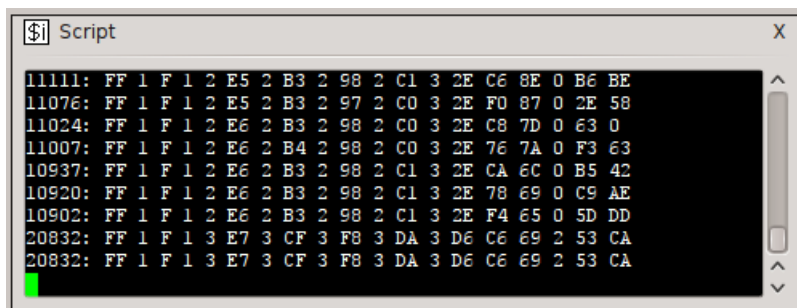 $i Script X
11111: FF 1 F 1 2 E5 2 B3 2 98 2 C1 3 2E C6 8E 0 B6 BE
11076: FF 1 F 1 2 E5 2 B3 2 97 2 C0 3 2E F0 87 0 2E 58
11024: FF 1 F 1 2 E6 2 B3 2 98 2 C0 3 2E C8 7D 0 63 0
11007: FF 1 F 1 2 E6 2 B4 2 98 2 C0 3 2E 76 7A 0 F3 63
10937: FF 1 F 1 2 E6 2 B3 2 98 2 C1 3 2E CA 6C 0 B5 42
10920: FF 1 F 1 2 E6 2 B3 2 98 2 C1 3 2E 78 69 0 C9 AE
10902: FF 1 F 1 2 E6 2 B3 2 98 2 C1 3 2E F4 65 0 5D DD
20832: FF 1 F 1 3 E7 3 CF 3 F8 3 DA 3 D6 C6 69 2 53 CA
20832: FF 1 F 1 3 E7 3 CF 3 F8 3 DA 3 D6 C6 69 2 53 CA